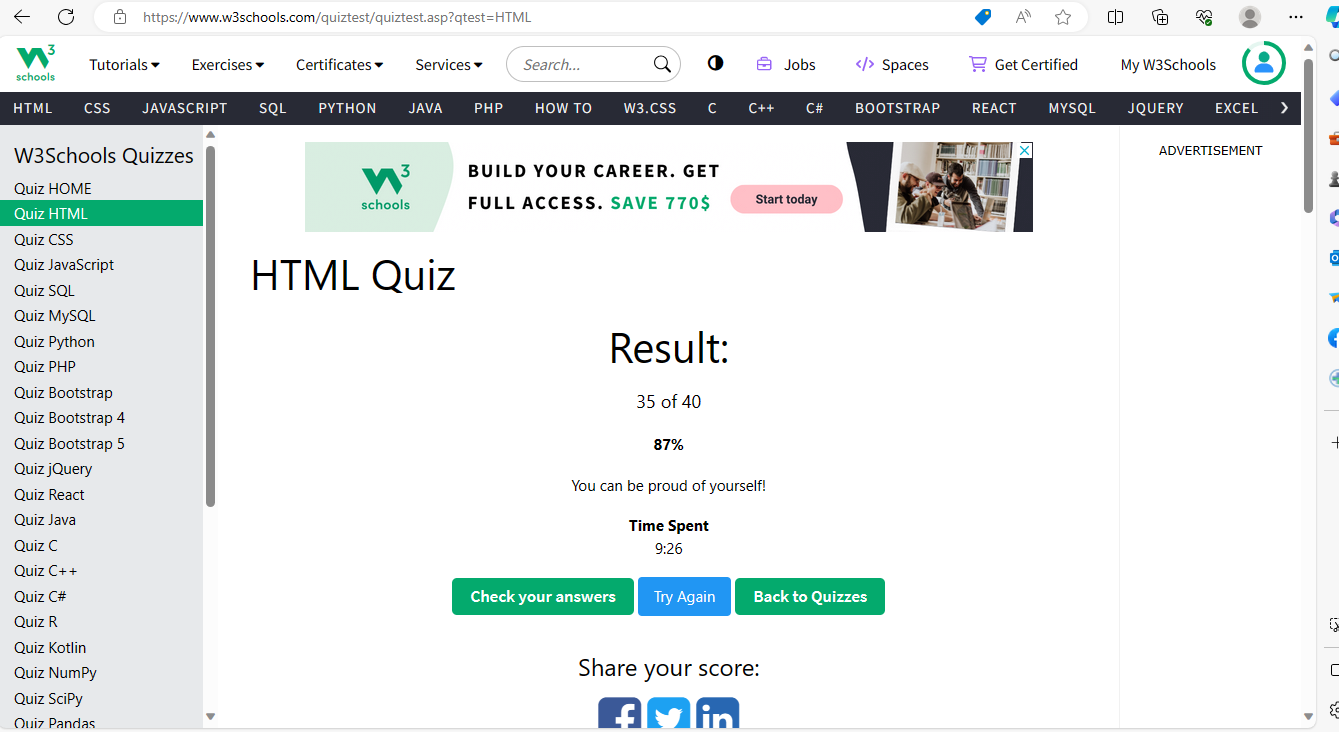 https://www.w3schools.com/quiztest/quiztest.asp?qtest=HTML
W3 schools
Tutorials Exercises Certificates Services Search... Jobs Spaces Get Certified My W3Schools
HTML CSS JAVASCRIPT SQL PYTHON JAVA PHP HOW TO W3.CSS C C++ C# BOOTSTRAP REACT MYSQL JQUERY EXCEL
W3Schools Quizzes
Quiz HOME
Quiz HTML
Quiz CSS
Quiz JavaScript
Quiz SQL
Quiz MySQL
Quiz Python
Quiz PHP
Quiz Bootstrap
Quiz Bootstrap 4
Quiz Bootstrap 5
Quiz jQuery
Quiz React
Quiz Java
Quiz C
Quiz C++
Quiz C#
Quiz R
Quiz Kotlin
Quiz NumPy
Quiz SciPy
Quiz Pandas
W3 schools
BUILD YOUR CAREER. GET
FULL ACCESS. SAVE 770$
Start today
ADVERTISEMENT
HTML Quiz
Result:
35 of 40
87%
You can be proud of yourself!
Time Spent
9:26
Check your answers Try Again Back to Quizzes
Share your score: